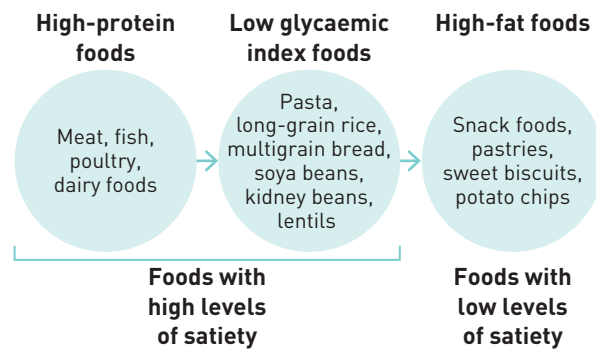 High-protein
foods
Low glycaemic
index foods
High-fat foods
Meat, fish,
poultry,
dairy foods
Pasta,
long-grain rice,
multigrain bread,
soya beans,
kidney beans,
lentils
Snack foods,
pastries,
sweet biscuits,
potato chips
Foods with
high levels
of satiety
Foods with
low levels
of satiety